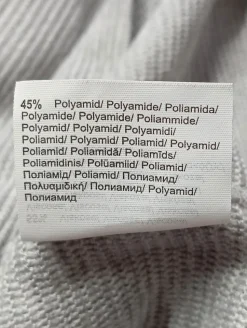 45% Polyamid/ Polyamide/ Poliamida/
Polyamide/ Polyamide/ Poliammide/
Polyamid/ Polyamid/ Polyamidi/
Poliamid/ Polyamid/ Poliamid/ Polyamid/
Poliamid/ Poliamidă/ Poliamīds/
Poliamidinis/ Polüamiid/ Poliamid/
Поліамід/ Poliamid/ Полиамид/
Πολυαμιδική/ Полиамид/ Polyamid/
Полиамид